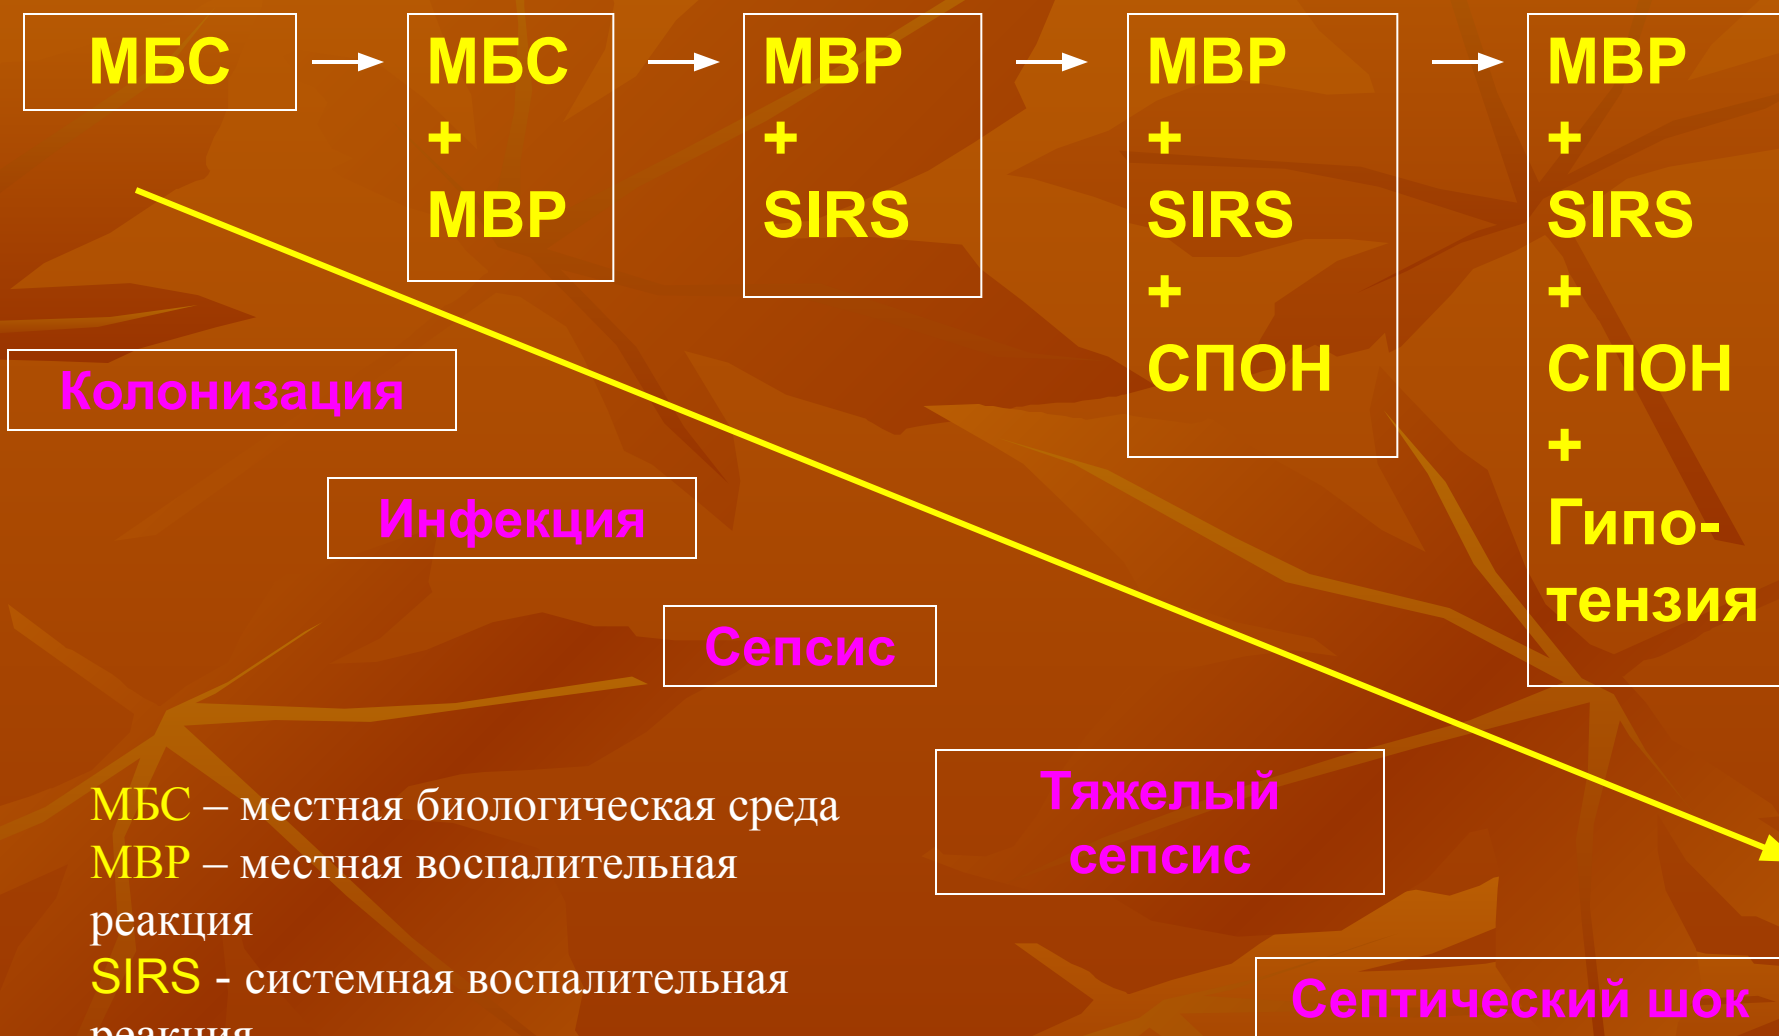 МБС
МБС
+
МВР
МВР
+
SIRS
МВР
+
SIRS
+
СПОН
МВР
+
SIRS
+
СПОН
+
Гипо-
тензия
Колонизация
Инфекция
Сепсис
Тяжелый
сепсис
Септический шок
МБС – местная биологическая среда
МВР – местная воспалительная
реакция
SIRS - системная воспалительная
реакция